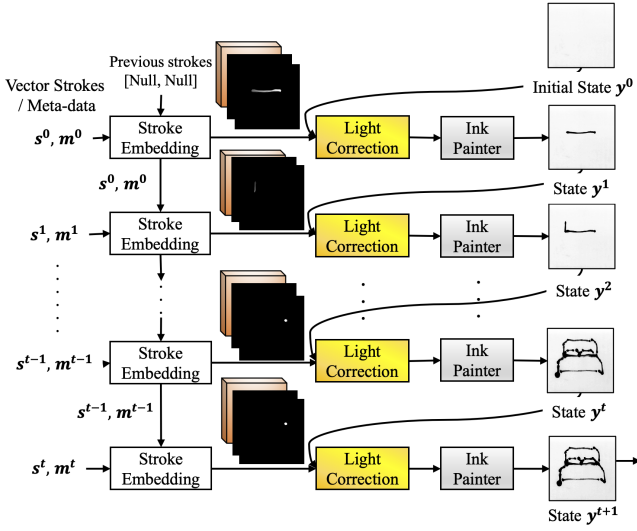 Previous strokes
[Null, Null]
Vector Strokes
/ Meta-data
Initial State y⁰
s⁰, m⁰
Stroke
Embedding
Light
Correction
Ink
Painter
s⁰, m⁰
State y¹
s¹, m¹
Stroke
Embedding
Light
Correction
Ink
Painter
State y²
sᵗ⁻¹, mᵗ⁻¹
Stroke
Embedding
Light
Correction
Ink
Painter
sᵗ⁻¹, mᵗ⁻¹
State yᵗ
sᵗ, mᵗ
Stroke
Embedding
Light
Correction
Ink
Painter
State yᵗ⁺¹